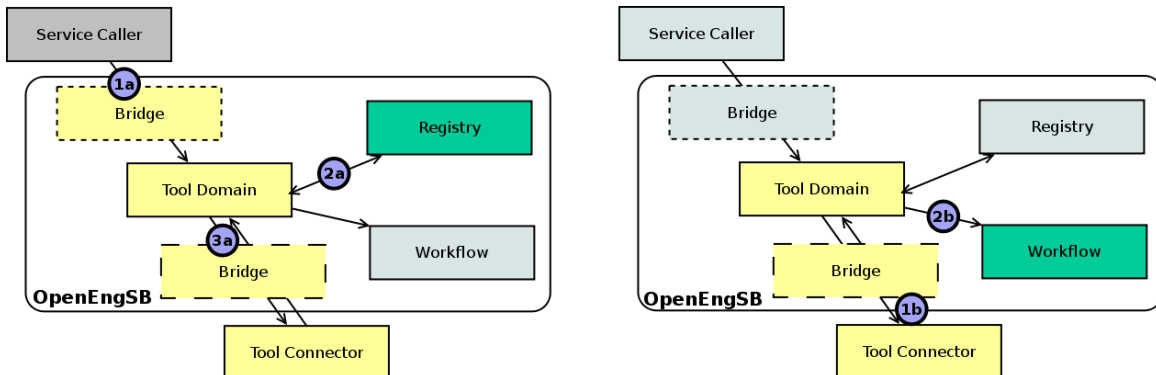 Service Caller
1a
Bridge
Registry
2a
Tool Domain
3a
Bridge
Workflow
OpenEngSB
Tool Connector
Service Caller
Bridge
Registry
Tool Domain
2b
Bridge
Workflow
OpenEngSB
1b
Tool Connector